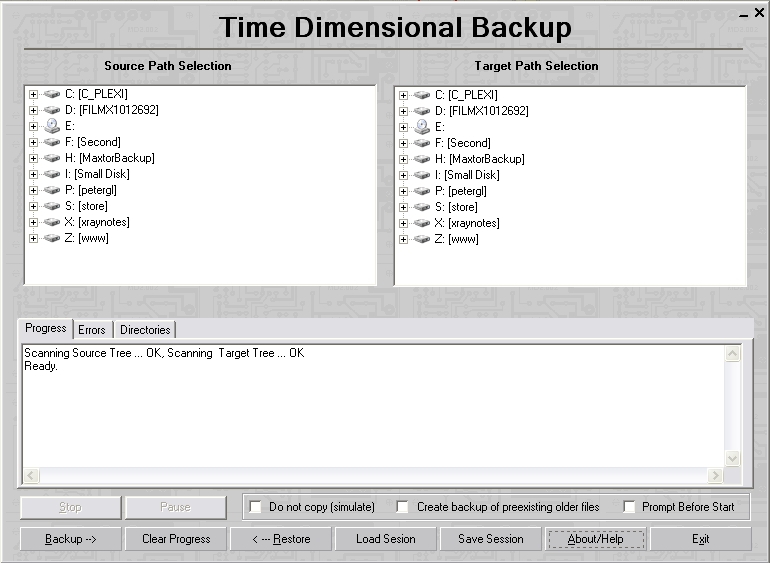 Time Dimensional Backup
Source Path Selection
Target Path Selection
C: [C_PLEXI]
D: [FILMX1012692]
E:
F: [Second]
H: [MaxtorBackup]
I: [Small Disk]
P: [petergl]
S: [store]
X: [xraynotes]
Z: [www]
C: [C_PLEXI]
D: [FILMX1012692]
E:
F: [Second]
H: [MaxtorBackup]
I: [Small Disk]
P: [petergl]
S: [store]
X: [xraynotes]
Z: [www]
Progress Errors Directories
Scanning Source Tree ... OK, Scanning Target Tree ... OK
Ready.
Stop Pause Do not copy (simulate) Create backup of preexisting older files Prompt Before Start
Backup --> Clear Progress < --- Restore Load Sesion Save Session About/Help Exit